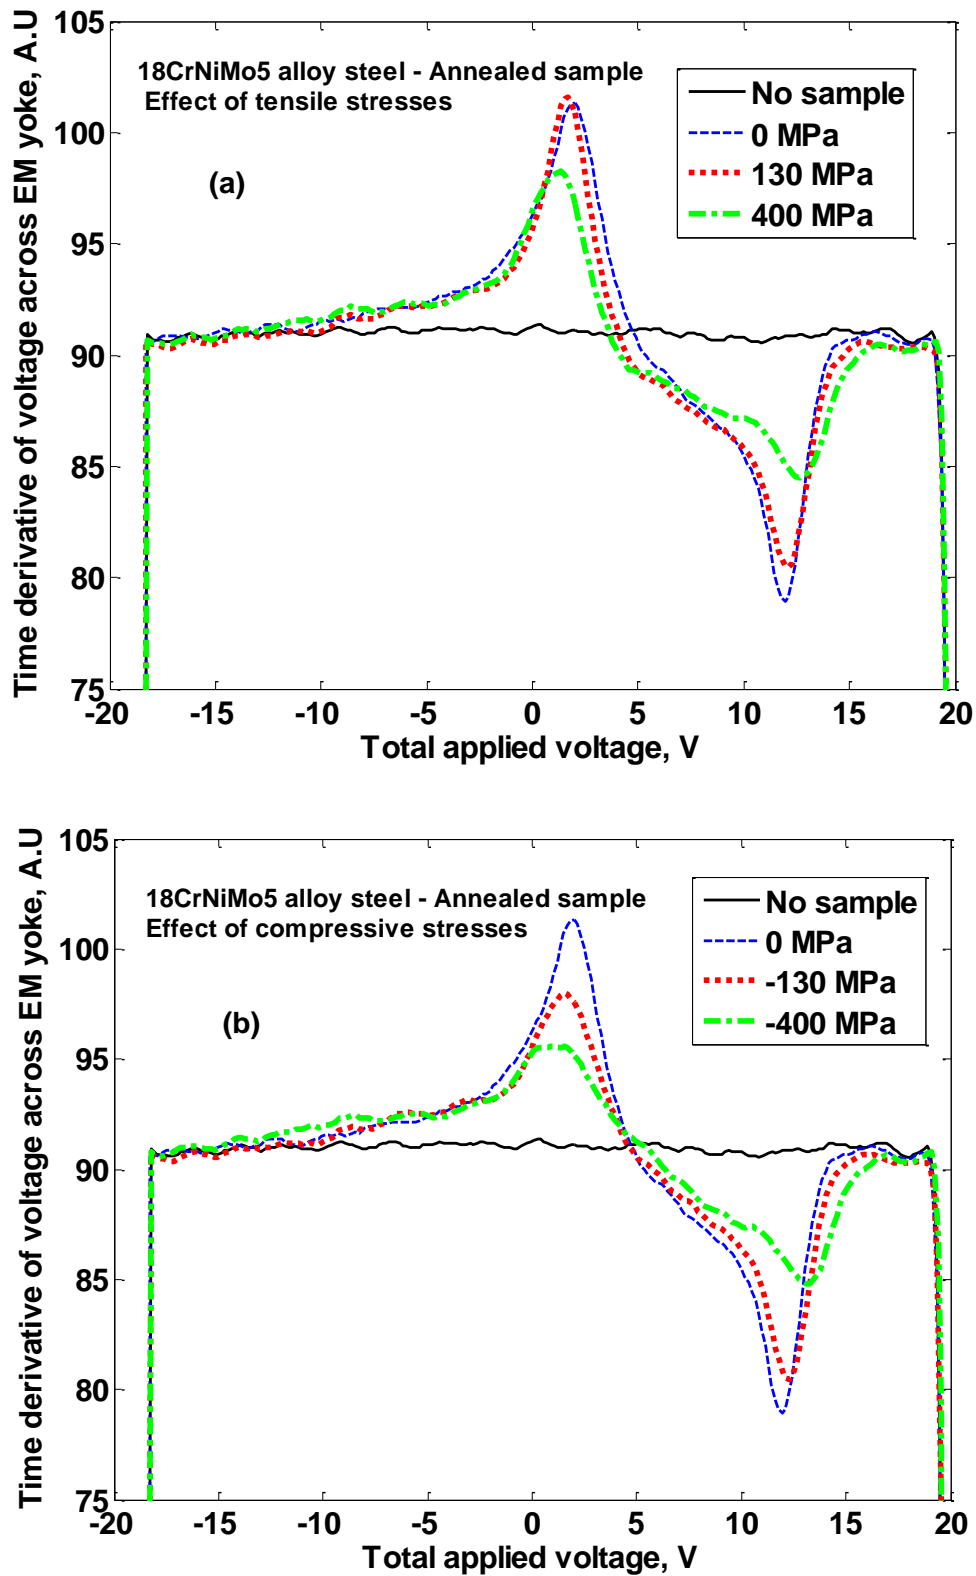 Time derivative of voltage across EM yoke, A.U
105
100
95
90
85
80
75
18CrNiMo5 alloy steel - Annealed sample
Effect of tensile stresses
(a)
No sample
0 MPa
130 MPa
400 MPa
-20 -15 -10 -5 0 5 10 15 20
Total applied voltage, V
Time derivative of voltage across EM yoke, A.U
105
100
95
90
85
80
75
18CrNiMo5 alloy steel - Annealed sample
Effect of compressive stresses
(b)
No sample
0 MPa
-130 MPa
-400 MPa
-20 -15 -10 -5 0 5 10 15 20
Total applied voltage, V